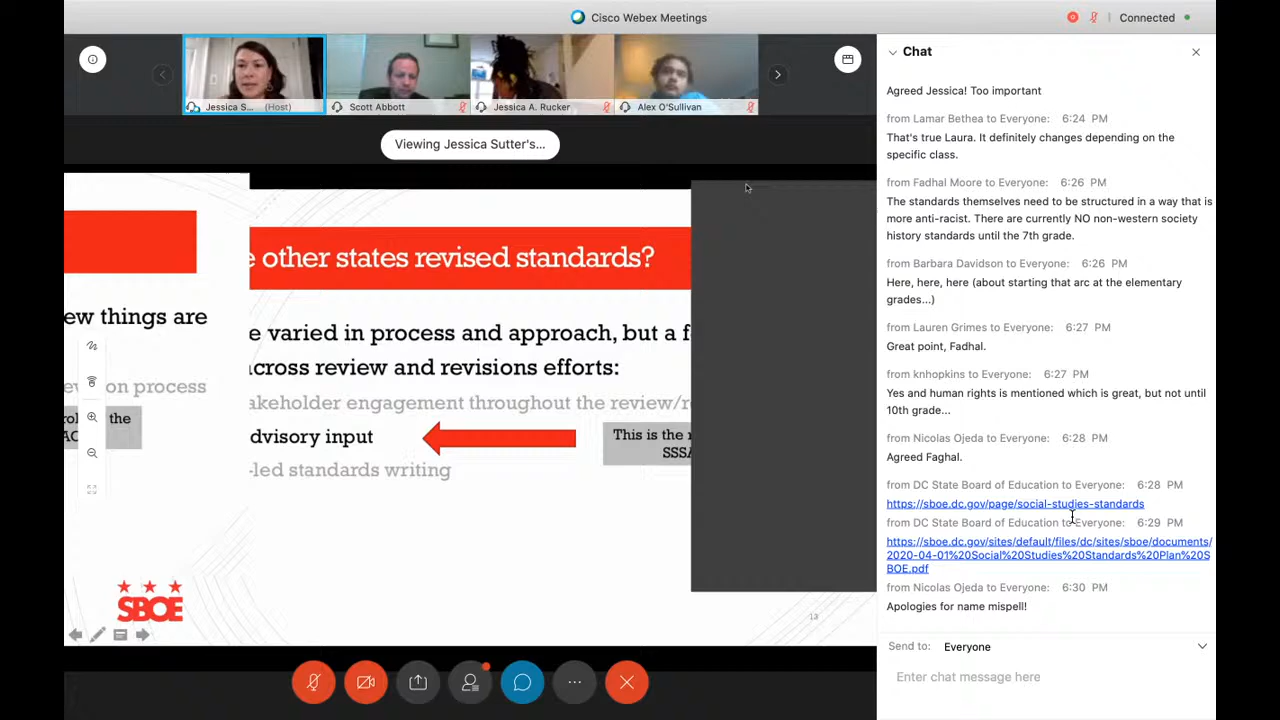 Cisco Webex Meetings
Connected
Jessica S... (Host)
Scott Abbott
Jessica A. Rucker
Alex O'Sullivan
Viewing Jessica Sutter's...
ew things are
on process
the
e other states revised standards?
e varied in process and approach, but a f
cross review and revisions efforts:
akeholder engagement throughout the review/r
dvisory input
This is the
SSSA
-led standards writing
SBOE
13
Chat
Agreed Jessica! Too important
from Lamar Bethea to Everyone: 6:24 PM
That's true Laura. It definitely changes depending on the
specific class.
from Fadhal Moore to Everyone: 6:26 PM
The standards themselves need to be structured in a way that is
more anti-racist. There are currently NO non-western society
history standards until the 7th grade.
from Barbara Davidson to Everyone: 6:26 PM
Here, here, here (about starting that arc at the elementary
grades...)
from Lauren Grimes to Everyone: 6:27 PM
Great point, Fadhal.
from knhopkins to Everyone: 6:27 PM
Yes and human rights is mentioned which is great, but not until
10th grade...
from Nicolas Ojeda to Everyone: 6:28 PM
Agreed Faghal.
from DC State Board of Education to Everyone: 6:28 PM
https://sboe.dc.gov/page/social-studies-standards
from DC State Board of Education to Everyone: 6:29 PM
https://sboe.dc.gov/sites/default/files/dc/sites/sboe/documents/
2020-04-01%20Social%20Studies%20Standards%20Plan%20S
BOE.pdf
from Nicolas Ojeda to Everyone: 6:30 PM
Apologies for name mispell!
Send to: Everyone
Enter chat message here